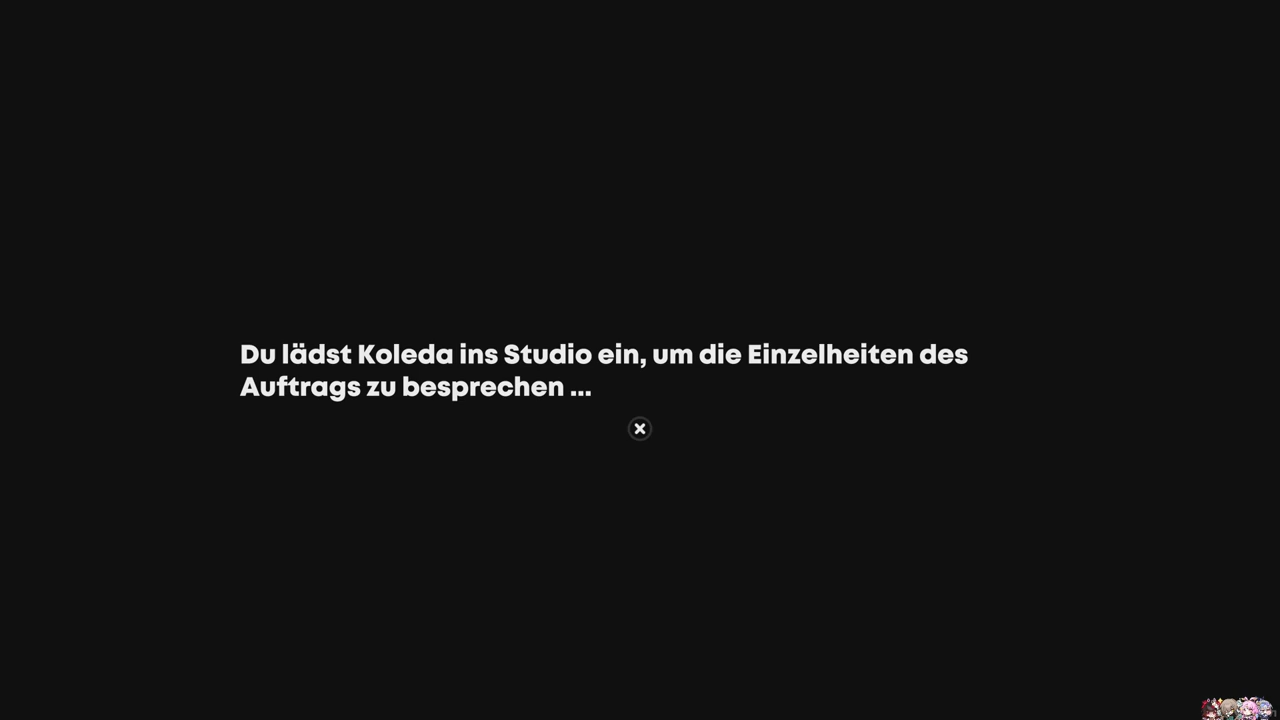 Du lädst Koleda ins Studio ein, um die Einzelheiten des
Auftrags zu besprechen ...